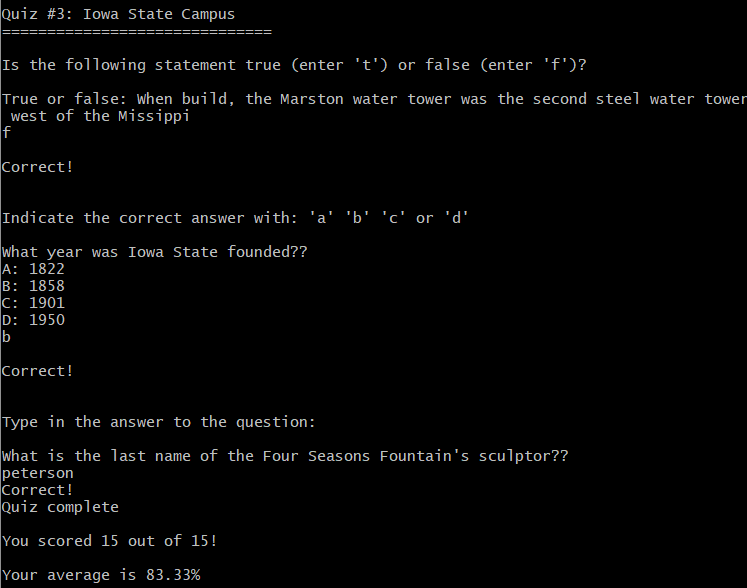 Quiz #3: Iowa State Campus
==============================
Is the following statement true (enter 't') or false (enter 'f')?
True or false: When build, the Marston water tower was the second steel water tower
west of the Missippi
f
Correct!
Indicate the correct answer with: 'a' 'b' 'c' or 'd'
What year was Iowa State founded??
A: 1822
B: 1858
C: 1901
D: 1950
b
Correct!
Type in the answer to the question:
What is the last name of the Four Seasons Fountain's sculptor??
peterson
Correct!
Quiz complete
You scored 15 out of 15!
Your average is 83.33%